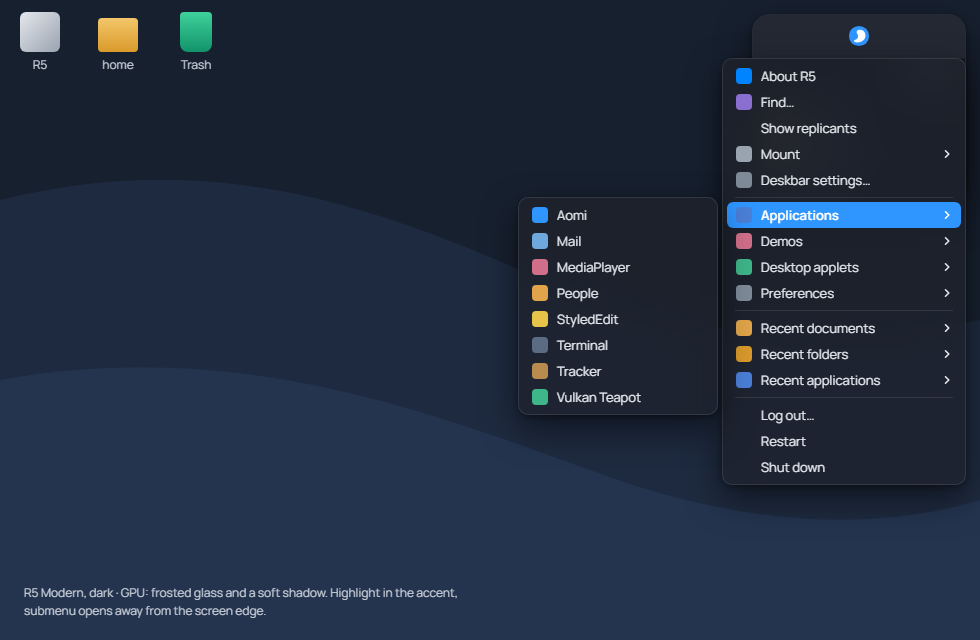 R5
home
Trash
About R5
Find…
Show replicants
Mount
Deskbar settings…
Applications
Demos
Desktop applets
Preferences
Recent documents
Recent folders
Recent applications
Log out…
Restart
Shut down
Aomi
Mail
MediaPlayer
People
StyledEdit
Terminal
Tracker
Vulkan Teapot
R5 Modern, dark · GPU: frosted glass and a soft shadow. Highlight in the accent,
submenu opens away from the screen edge.